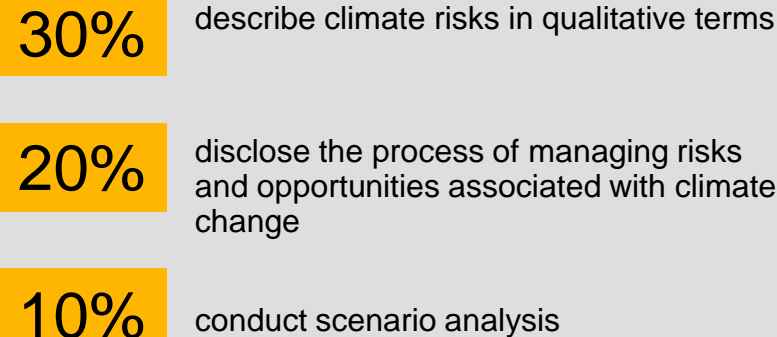 30%
describe climate risks in qualitative terms
20%
disclose the process of managing risks
and opportunities associated with climate
change
10%
conduct scenario analysis